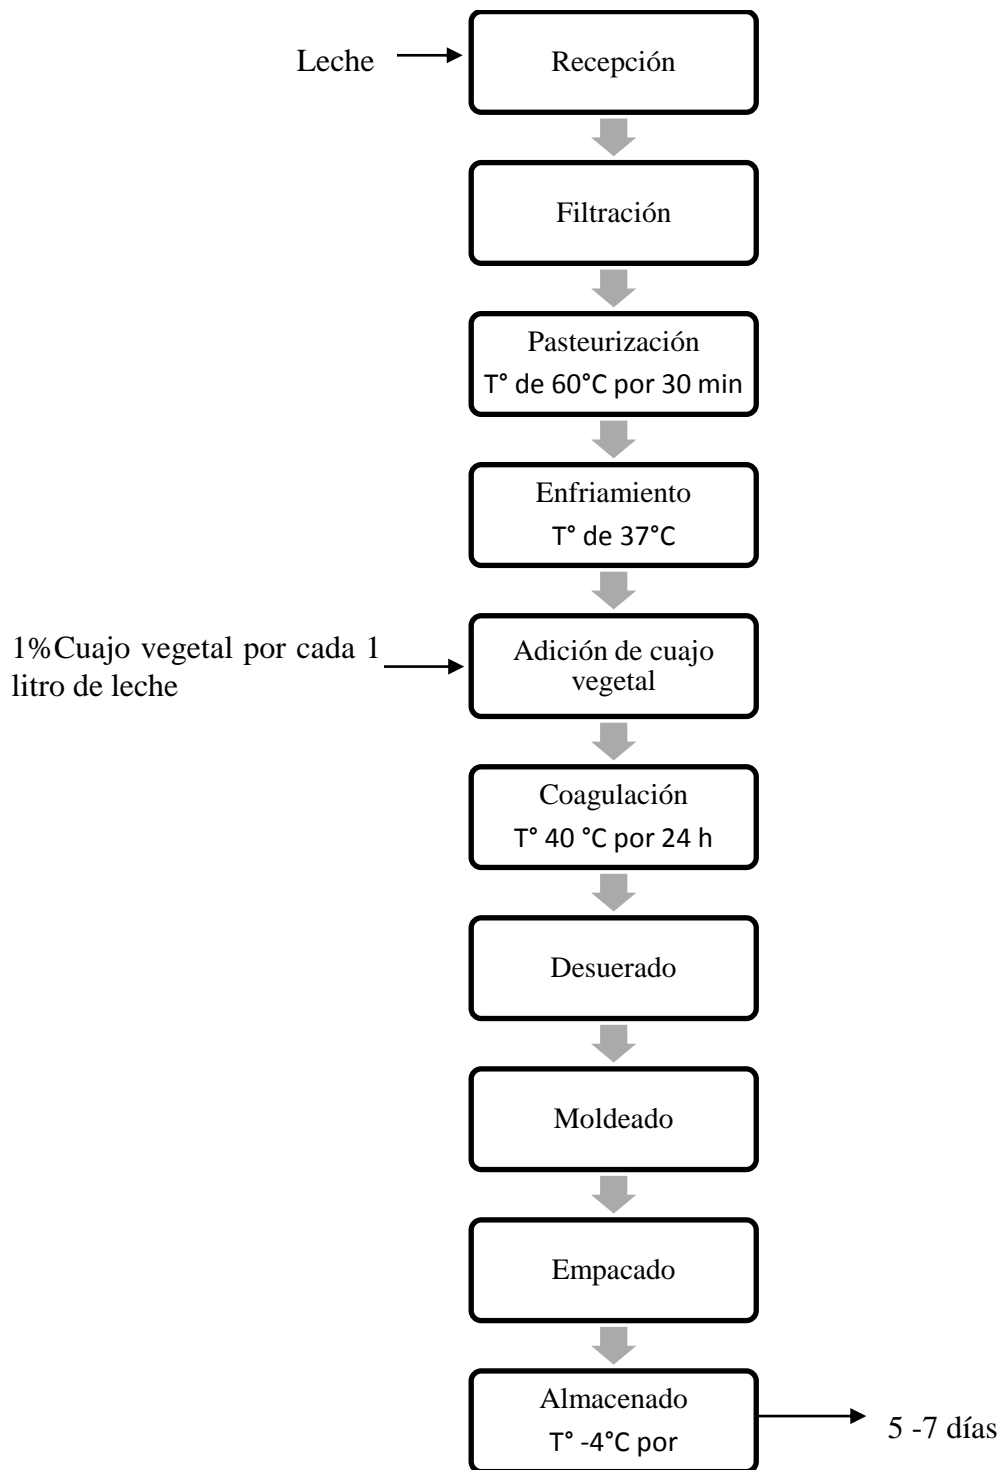 Leche
Recepción
Filtración
Pasteurización
T° de 60°C por 30 min
Enfriamiento
T° de 37°C
1%Cuajo vegetal por cada 1
litro de leche
Adición de cuajo
vegetal
Coagulación
T° 40 °C por 24 h
Desuerado
Moldeado
Empacado
Almacenado
T° -4°C por
5 -7 días